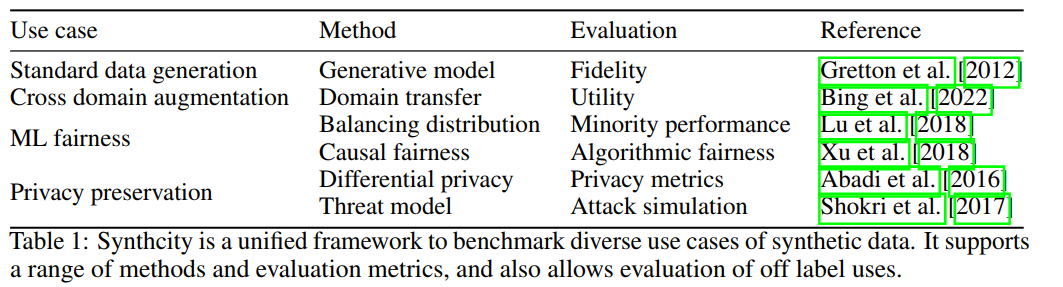 Use case Method Evaluation Reference
Standard data generation Generative model Fidelity Gretton et al. [2012]
Cross domain augmentation Domain transfer Utility Bing et al. [2022]
ML fairness Balancing distribution Minority performance Lu et al. [2018]
Causal fairness Algorithmic fairness Xu et al. [2018]
Privacy preservation Differential privacy Privacy metrics Abadi et al. [2016]
Threat model Attack simulation Shokri et al. [2017]
Table 1: Synthcity is a unified framework to benchmark diverse use cases of synthetic data. It supports
a range of methods and evaluation metrics, and also allows evaluation of off label uses.